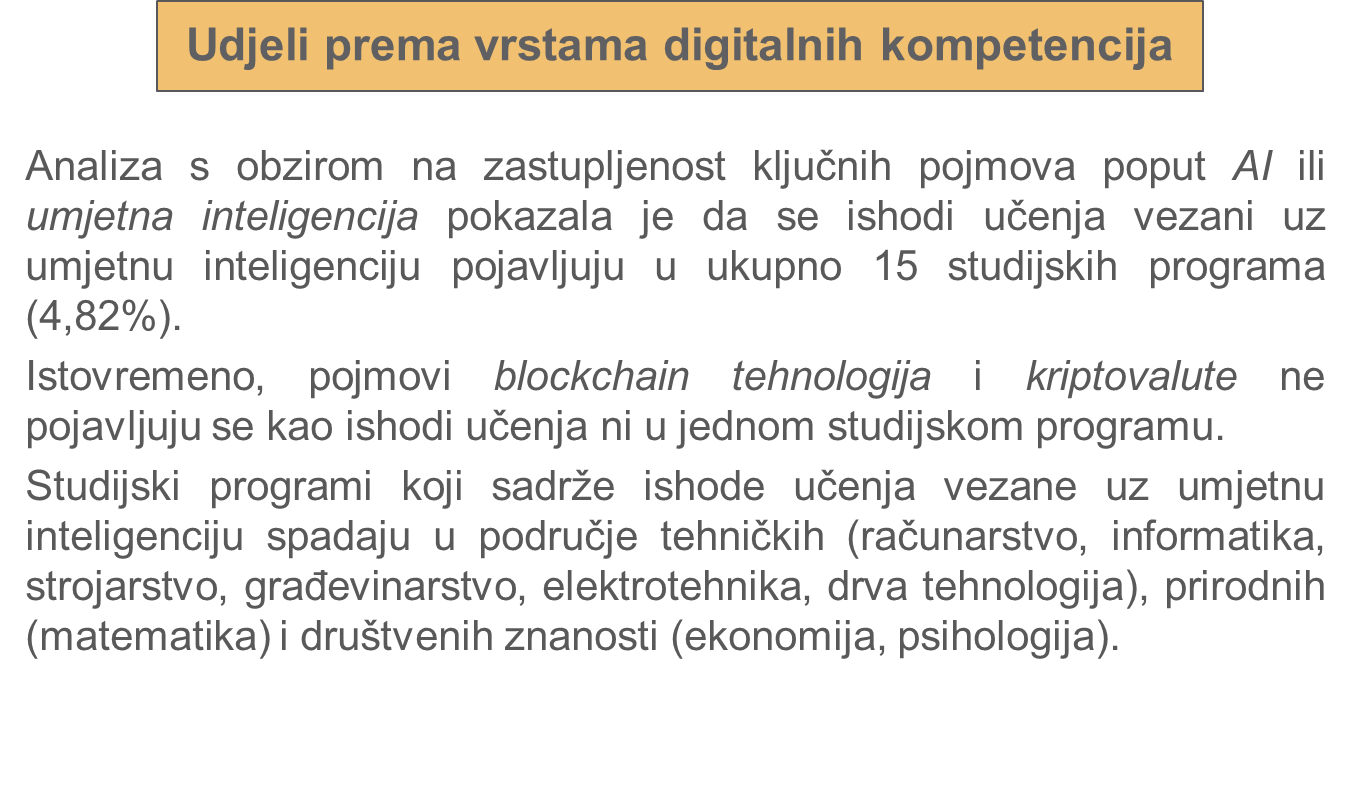 Udjeli prema vrstama digitalnih kompetencija
Analiza s obzirom na zastupljenost ključnih pojmova poput AI ili
umjetna inteligencija pokazala je da se ishodi učenja vezani uz
umjetnu inteligenciju pojavljuju u ukupno 15 studijskih programa
(4,82%).
Istovremeno, pojmovi blockchain tehnologija i kriptovalute ne
pojavljuju se kao ishodi učenja ni u jednom studijskom programu.
Studijski programi koji sadrže ishode učenja vezane uz umjetnu
inteligenciju spadaju u područje tehničkih (računarstvo, informatika,
strojarstvo, građevinarstvo, elektrotehnika, drva tehnologija), prirodnih
(matematika) i društvenih znanosti (ekonomija, psihologija).